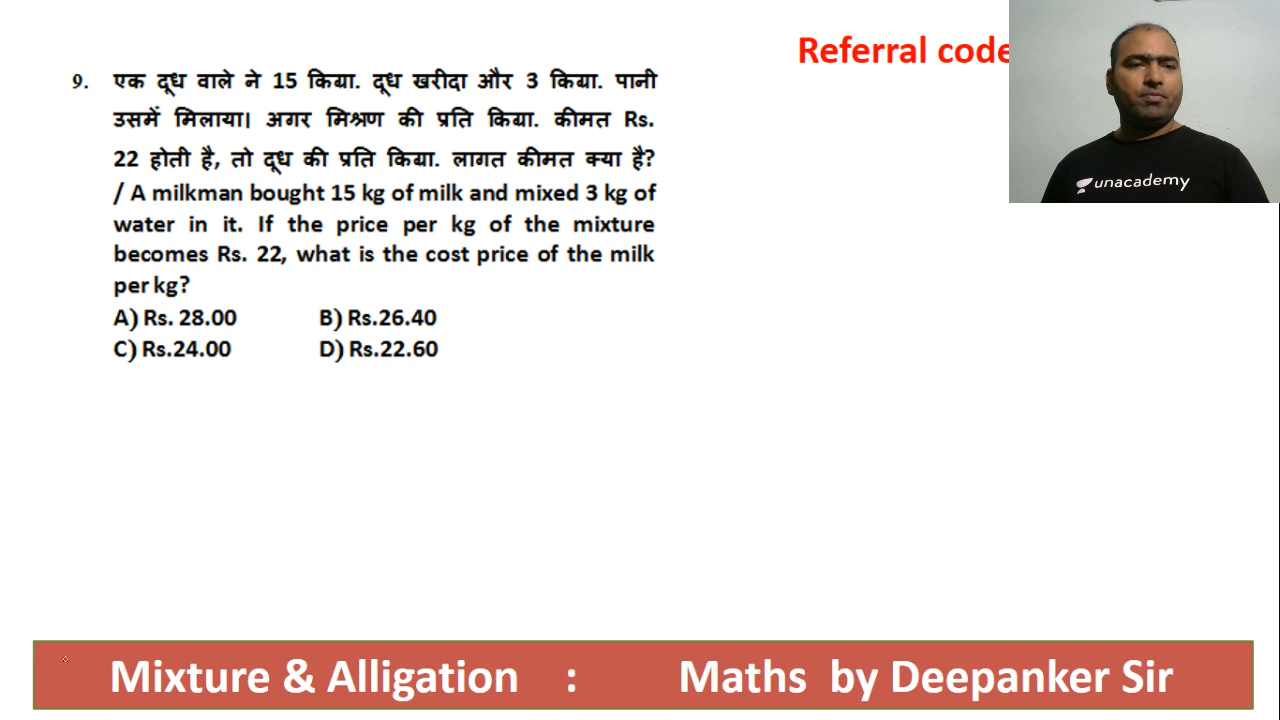 Referral code
9. एक दूध वाले ने 15 किग्रा. दूध खरीदा और 3 किग्रा. पानी
उसमें मिलाया। अगर मिश्रण की प्रति किग्रा. कीमत Rs.
22 होती है, तो दूध की प्रति किग्रा. लागत कीमत क्या है?
/ A milkman bought 15 kg of milk and mixed 3 kg of
water in it. If the price per kg of the mixture
becomes Rs. 22, what is the cost price of the milk
per kg?
A) Rs. 28.00 B) Rs.26.40
C) Rs.24.00 D) Rs.22.60
unacademy
Mixture & Alligation : Maths by Deepanker Sir